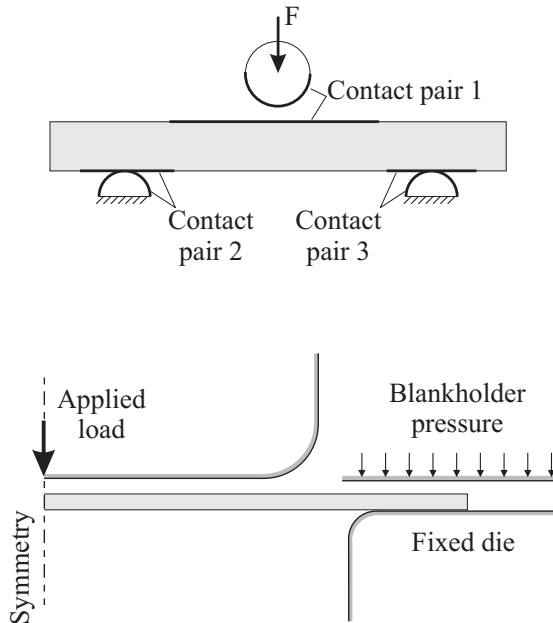 F
Contact pair 1
Contact
pair 2
Contact
pair 3
Applied
load
Blankholder
pressure
Symmetry
Fixed die